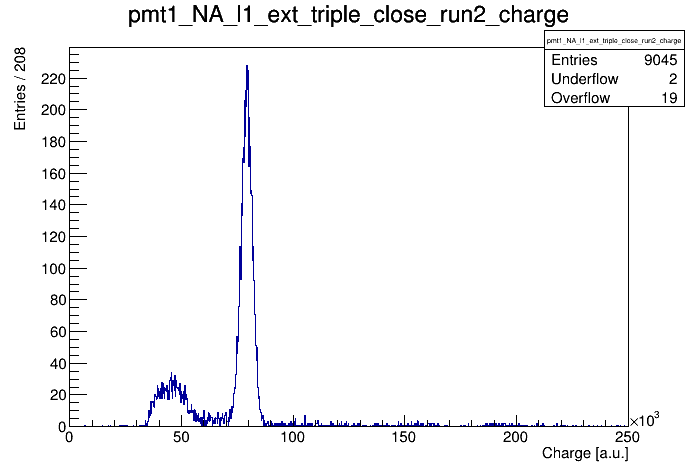 pmt1_NA_l1_ext_triple_close_run2_charge
pmt1_NA_l1_ext_triple_close_run2_charge
Entries 9045
Underflow 2
Overflow 19
Entries / 208
220
200
180
160
140
120
100
80
60
40
20
0
0 50 100 150 200 250
×10³
Charge [a.u.]